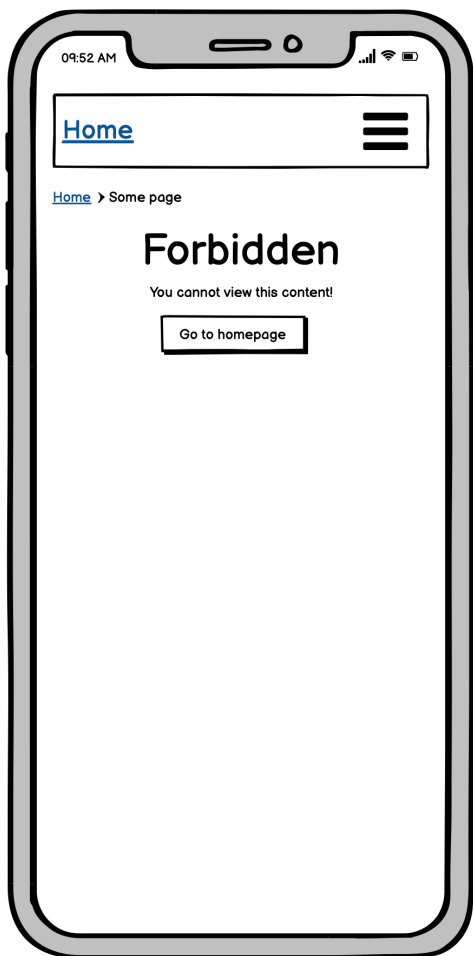 09:52 AM
Home
Home Some page
Forbidden
You cannot view this content!
Go to homepage